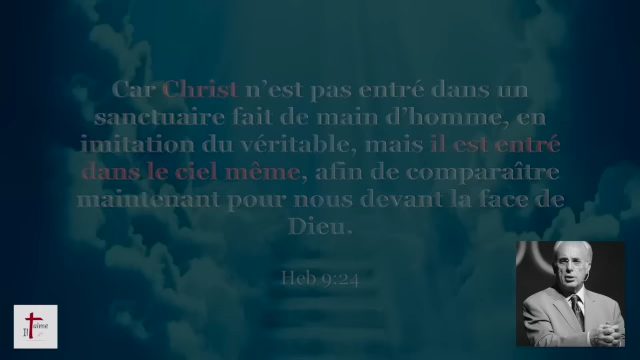 Car Christ n’est pas entré dans un
sanctuaire fait de main d’homme, en
imitation du véritable, mais il est entré
dans le ciel même, afin de comparaître
maintenant pour nous devant la face de
Dieu.
Heb 9:24
Il t'aime